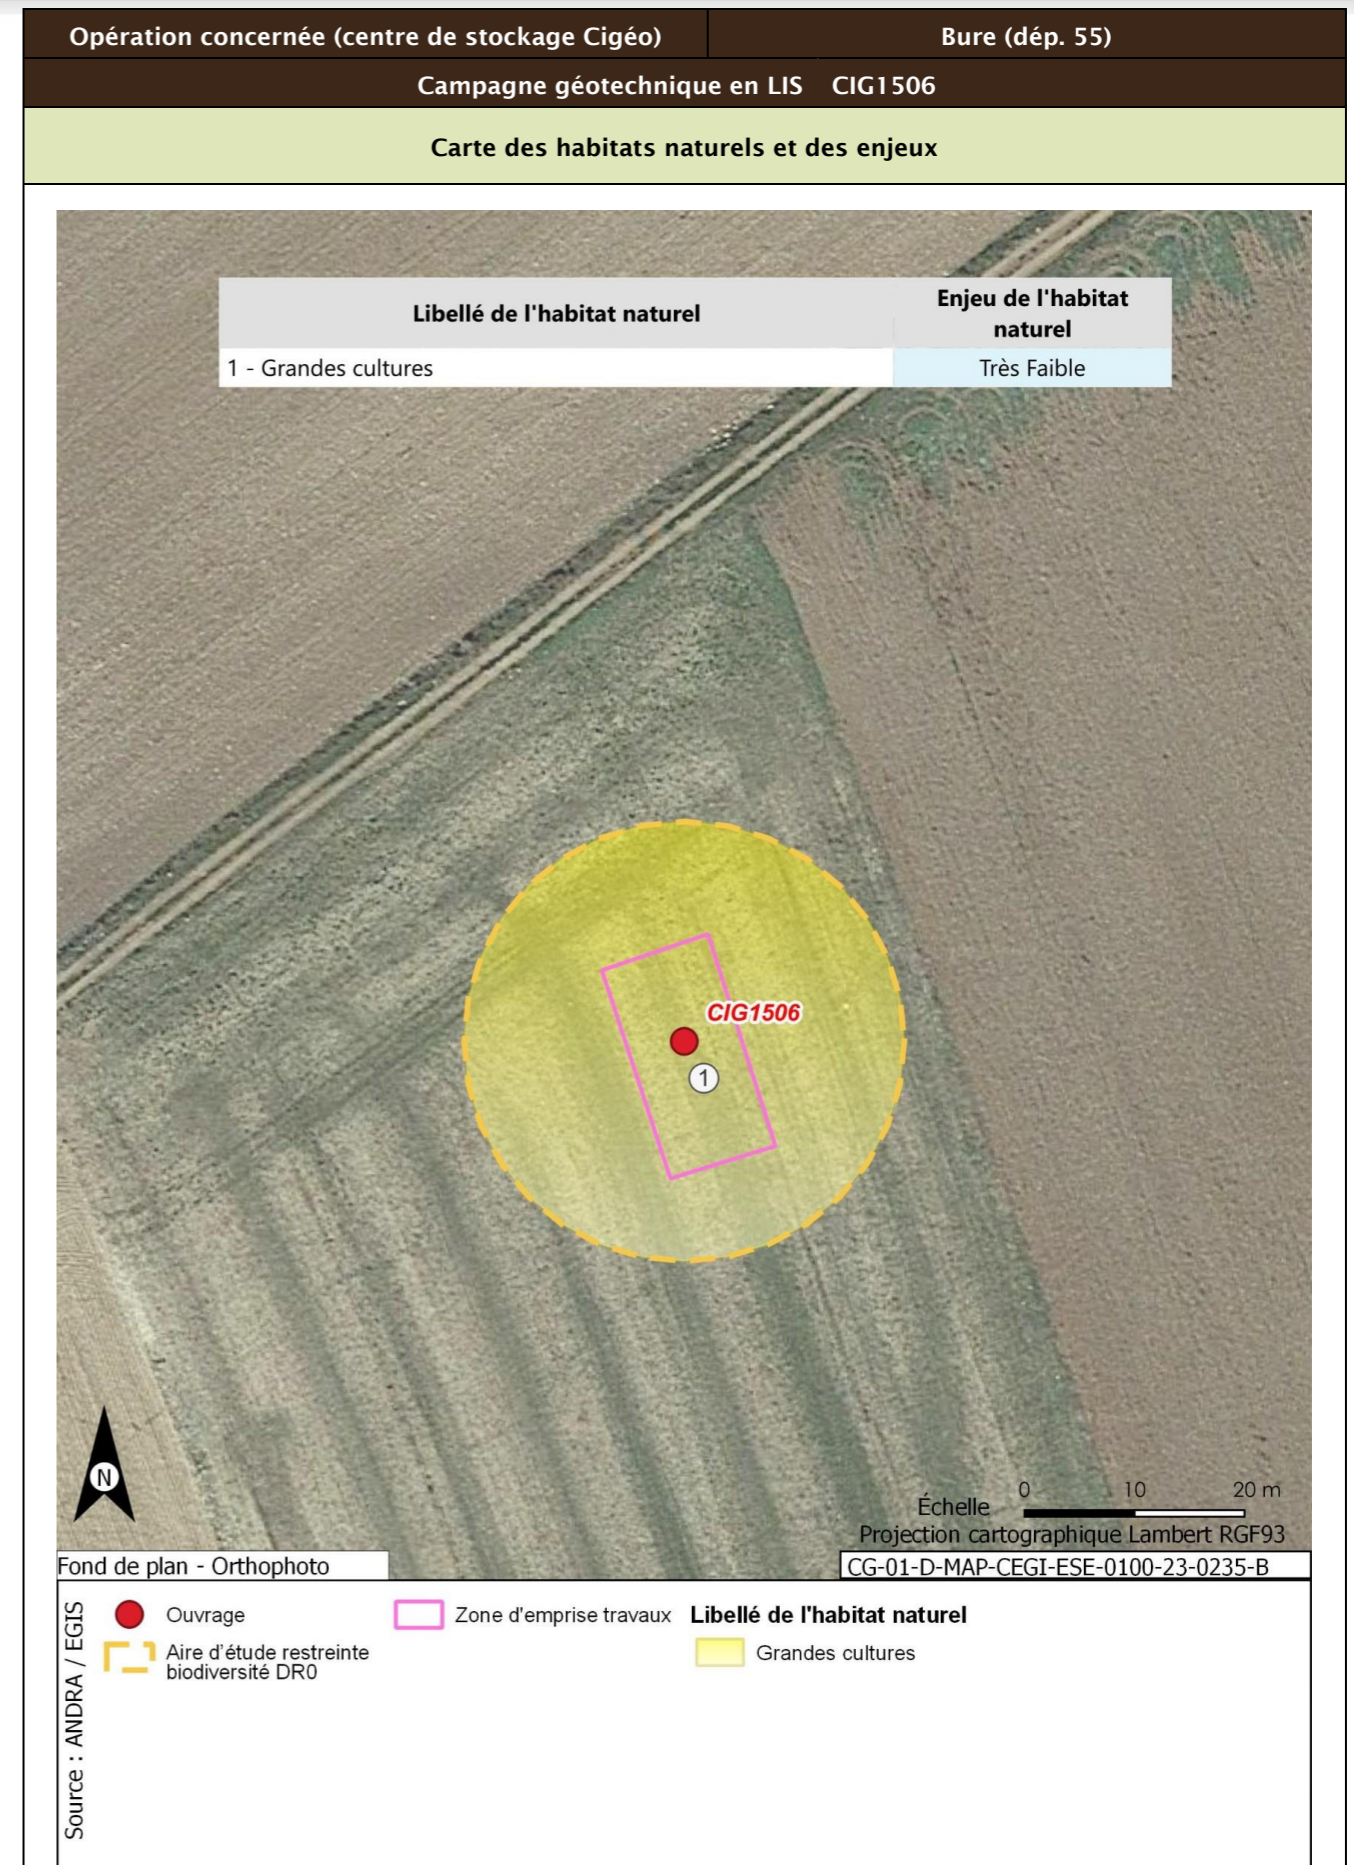 Opération concernée (centre de stockage Cigéo) Bure (dép. 55)
Campagne géotechnique en LIS CIG1506
Carte des habitats naturels et des enjeux
Libellé de l'habitat naturel
Enjeu de l'habitat
naturel
1 - Grandes cultures Très Faible
CIG1506
1
N
0 10 20 m
Échelle
Projection cartographique Lambert RGF93
Fond de plan - Orthophoto
CG-01-D-MAP-CEGI-ESE-0100-23-0235-B
Source : ANDRA / EGIS
Ouvrage
Aire d'étude restreinte
biodiversité DR0
Zone d'emprise travaux
Libellé de l'habitat naturel
Grandes cultures